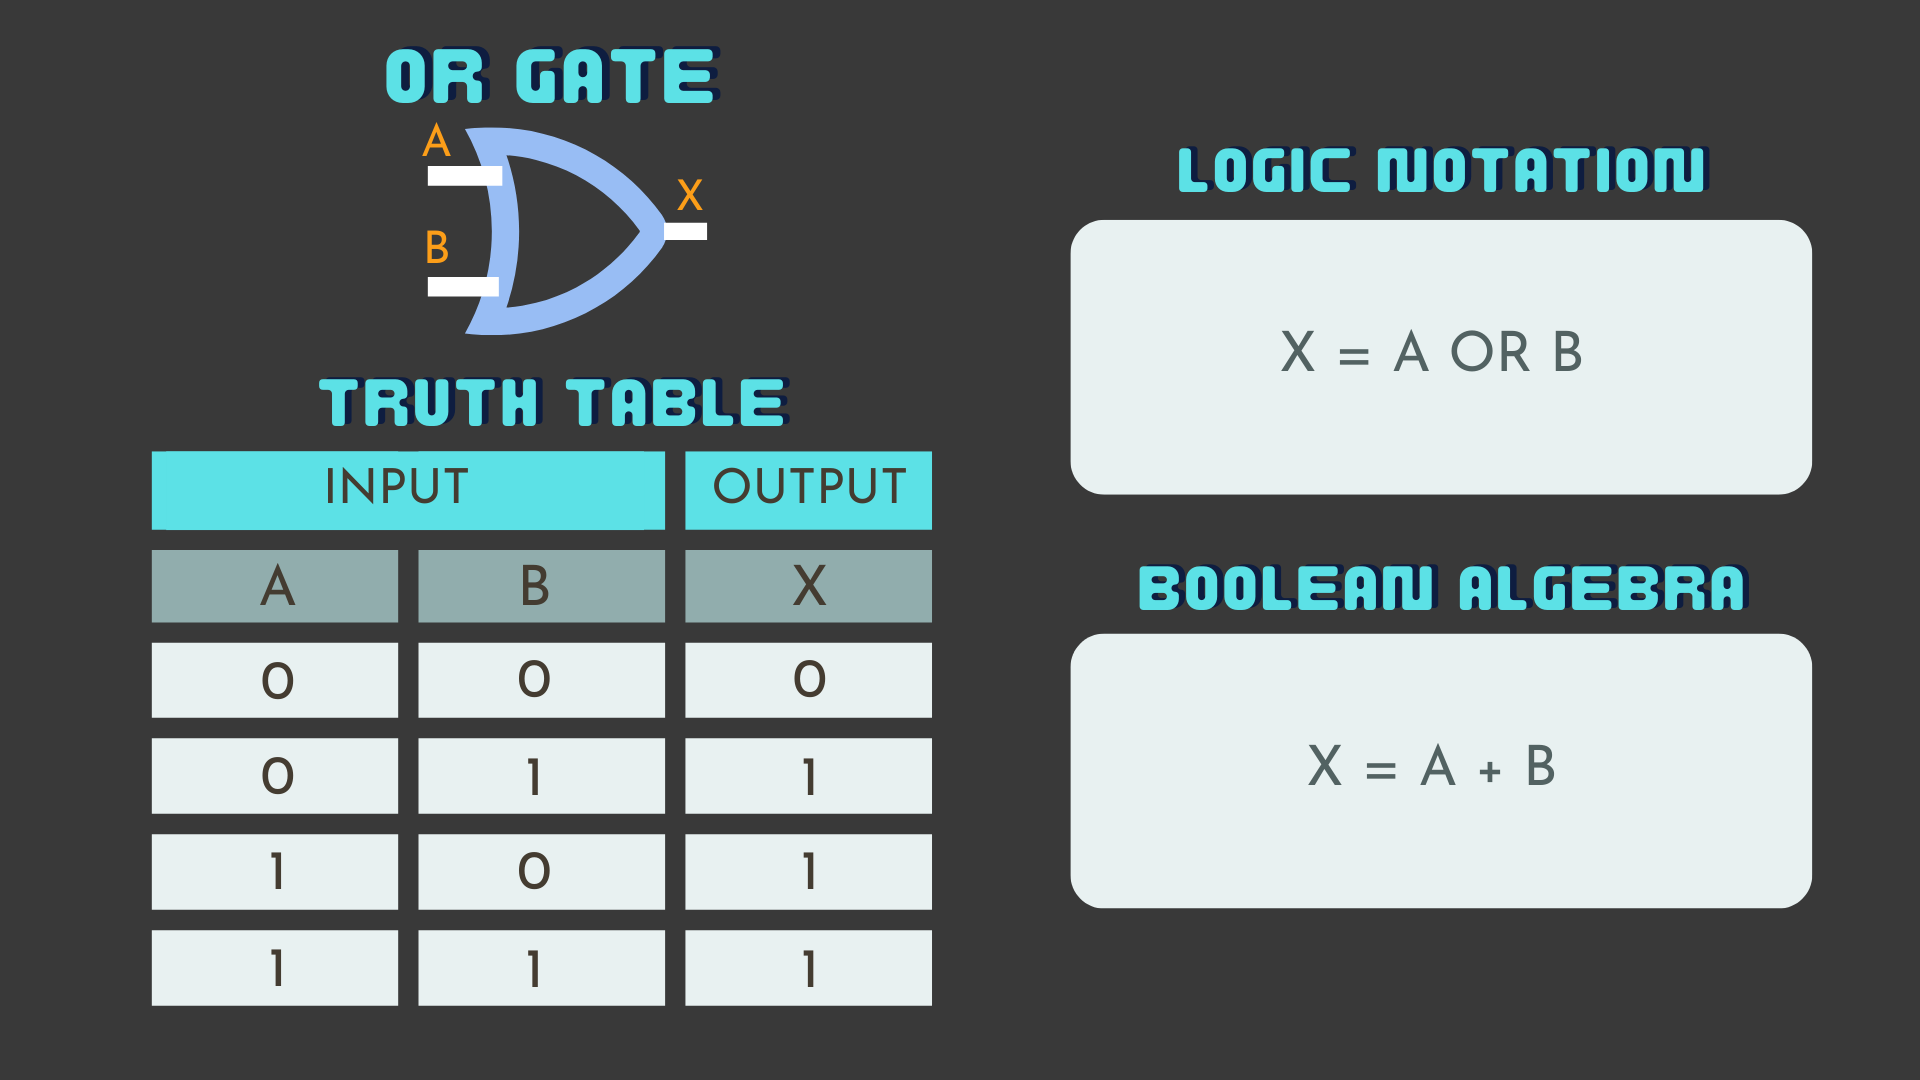 OR GATE
A
X
B
TRUTH TABLE
INPUT OUTPUT
A B X
0 0 0
0 1 1
1 0 1
1 1 1
LOGIC NOTATION
X = A OR B
BOOLEAN ALGEBRA
X = A + B